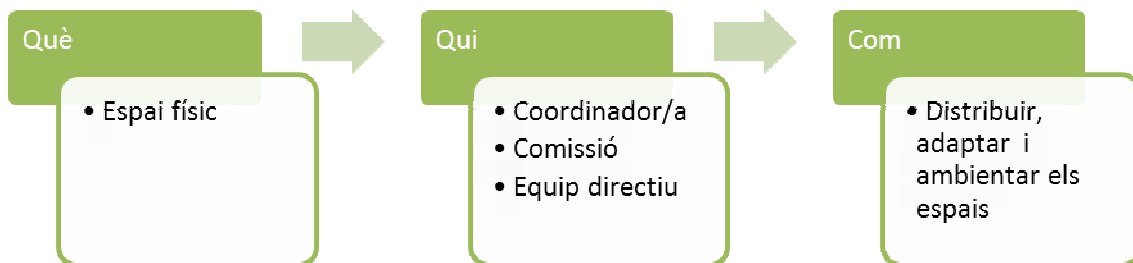 Què
• Espai físic
Qui
• Coordinador/a
• Comissió
• Equip directiu
Com
• Distribuir,
adaptar i
ambientar els
espais